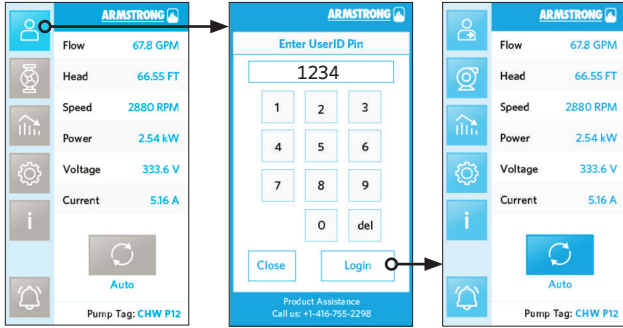 ARMSTRONG
Flow 67.8 GPM
Head 66.55 FT
Speed 2880 RPM
Power 2.54 kW
Voltage 333.6 V
Current 5.16 A
i
Auto
Pump Tag: CHW P12
ARMSTRONG
Enter UserID Pin
1234
1 2 3
4 5 6
7 8 9
0 del
Close Login
Product Assistance
Call us: +1-416-755-2298
ARMSTRONG
Flow 67.8 GPM
Head 66.55 FT
Speed 2880 RPM
Power 2.54 kW
Voltage 333.6 V
Current 5.16 A
i
Auto
Pump Tag: CHW P12